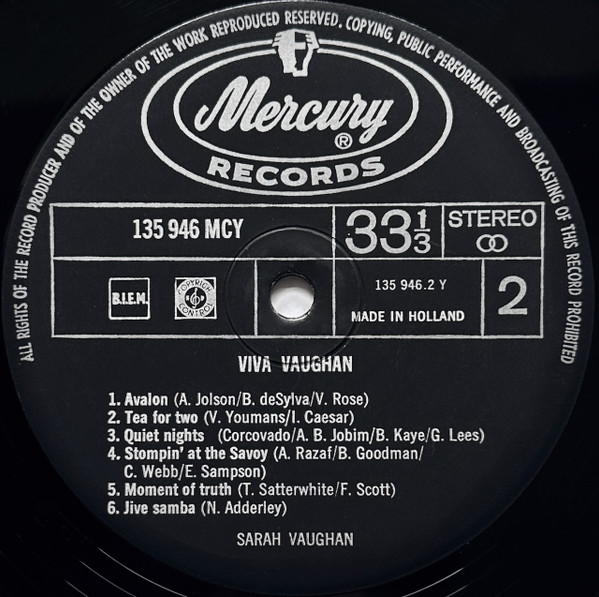 ALL RIGHTS OF THE RECORD PRODUCER AND OF THE OWNER OF THE WORK REPRODUCED RESERVED. COPYING, PUBLIC PERFORMANCE AND BROADCASTING OF THIS RECORD PROHIBITED
Mercury ®
RECORDS
135 946 MCY
33 1/3
STEREO
B.I.E.M.
COPYRIGHT CONTROL
135 946.2 Y
MADE IN HOLLAND
2
VIVA VAUGHAN
1. Avalon (A. Jolson/B. deSylva/V. Rose)
2. Tea for two (V. Youmans/I. Caesar)
3. Quiet nights (Corcovado/A. B. Jobim/B. Kaye/G. Lees)
4. Stompin' at the Savoy (A. Razaf/B. Goodman/
C. Webb/E. Sampson)
5. Moment of truth (T. Satterwhite/F. Scott)
6. Jive samba (N. Adderley)
SARAH VAUGHAN